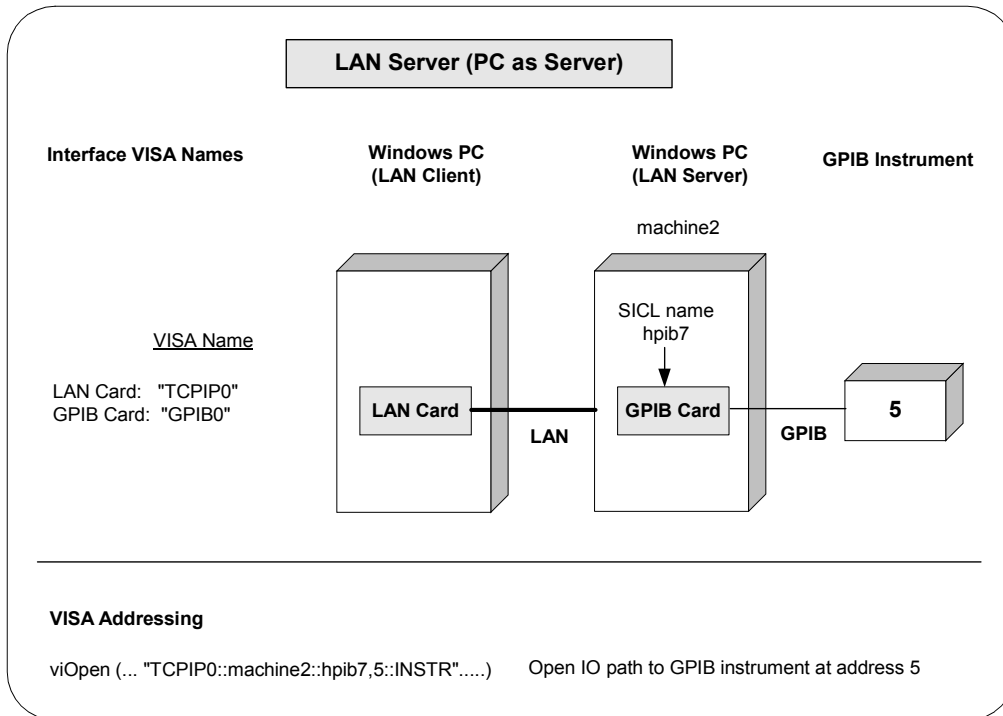 LAN Server (PC as Server)
Interface VISA Names
Windows PC
(LAN Client)
Windows PC
(LAN Server)
GPIB Instrument
machine2
SICL name
hpib7
VISA Name
LAN Card: "TCPIP0"
GPIB Card: "GPIB0"
LAN Card
LAN
GPIB Card
GPIB
5
VISA Addressing
viOpen (... "TCPIP0::machine2::hpib7,5::INSTR".....) Open IO path to GPIB instrument at address 5